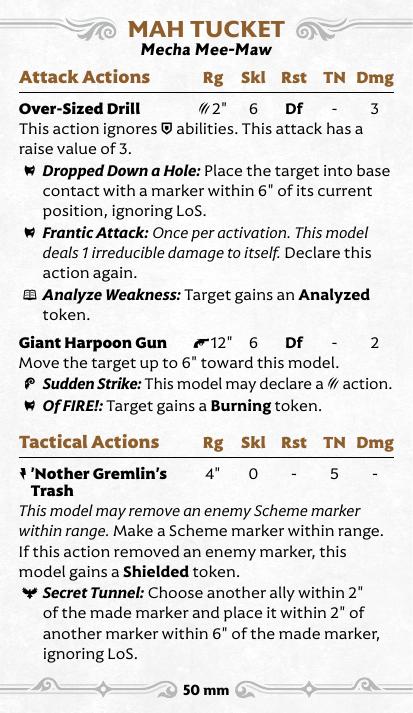 MAH TUCKET
Mecha Mee-Maw
Attack Actions Rg Skl Rst TN Dmg
Over-Sized Drill 2" 6 Df - 3
This action ignores abilities. This attack has a
raise value of 3.
Dropped Down a Hole: Place the target into base
contact with a marker within 6" of its current
position, ignoring LoS.
Frantic Attack: Once per activation. This model
deals 1 irreducible damage to itself. Declare this
action again.
Analyze Weakness: Target gains an Analyzed
token.
Giant Harpoon Gun 12" 6 Df - 2
Move the target up to 6" toward this model.
Sudden Strike: This model may declare a action.
Of FIRE!: Target gains a Burning token.
Tactical Actions Rg Skl Rst TN Dmg
'Nother Gremlin's 4" 0 - 5 -
Trash
This model may remove an enemy Scheme marker
within range. Make a Scheme marker within range.
If this action removed an enemy marker, this
model gains a Shielded token.
Secret Tunnel: Choose another ally within 2"
of the made marker and place it within 2" of
another marker within 6" of the made marker,
ignoring LoS.
50 mm